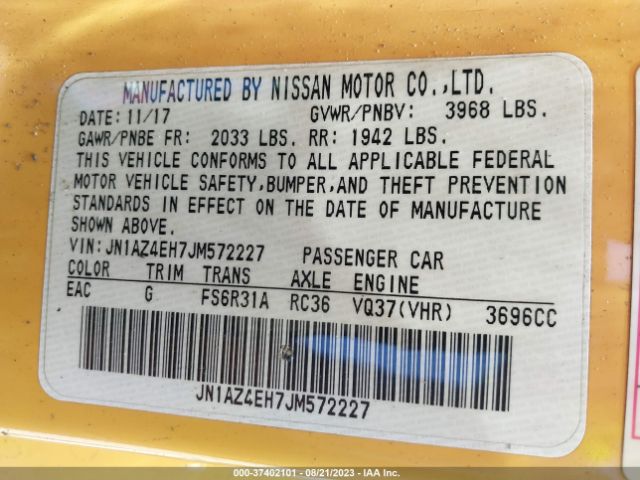 MANUFACTURED BY NISSAN MOTOR CO.,LTD.
DATE: 11/17 GVWR/PNBV: 3968 LBS.
GAWR/PNBE FR: 2033 LBS. RR: 1942 LBS.
THIS VEHICLE CONFORMS TO ALL APPLICABLE FEDERAL
MOTOR VEHICLE SAFETY,BUMPER,AND THEFT PREVENTION
STANDARDS IN EFFECT ON THE DATE OF MANUFACTURE
SHOWN ABOVE.
VIN: JN1AZ4EH7JM572227 PASSENGER CAR
COLOR TRIM TRANS AXLE ENGINE
EAC G FS6R31A RC36 VQ37(VHR) 3696CC
JN1AZ4EH7JM572227
000-37402101 - 08/21/2023 - IAA Inc.